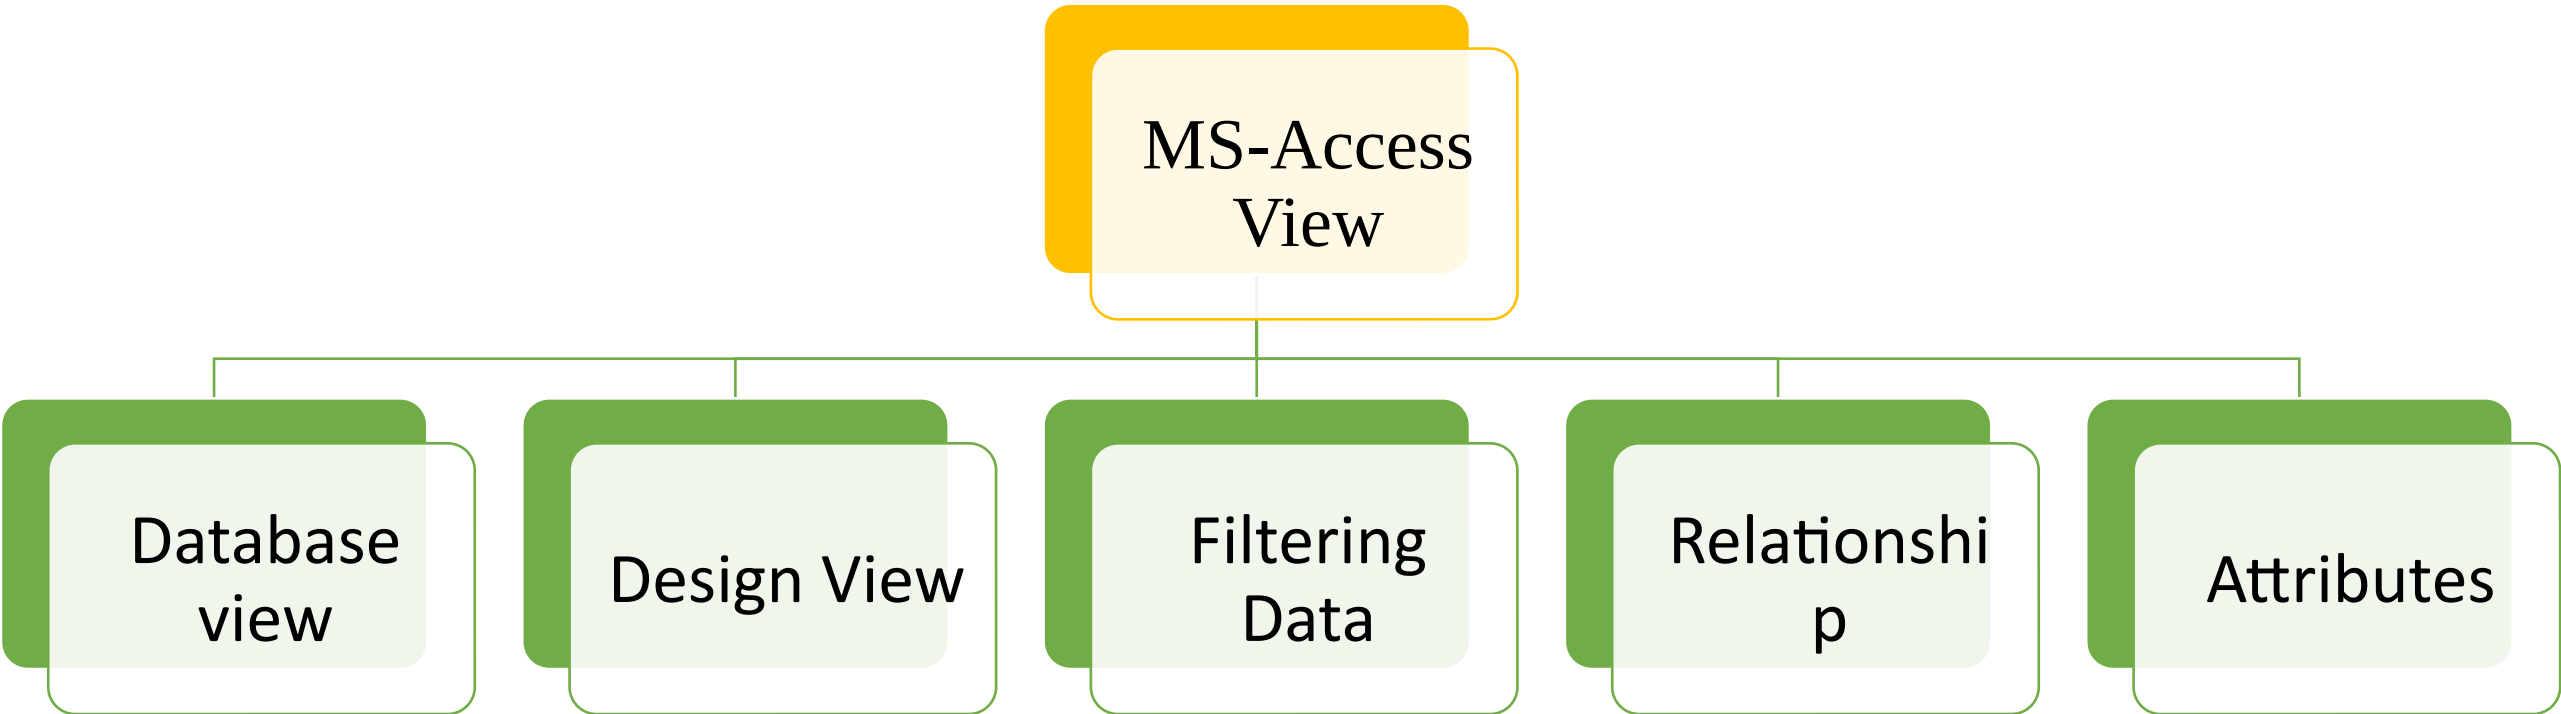 MS-Access
View
Database
view
Design View
Filtering
Data
Relationshi
p
Attributes